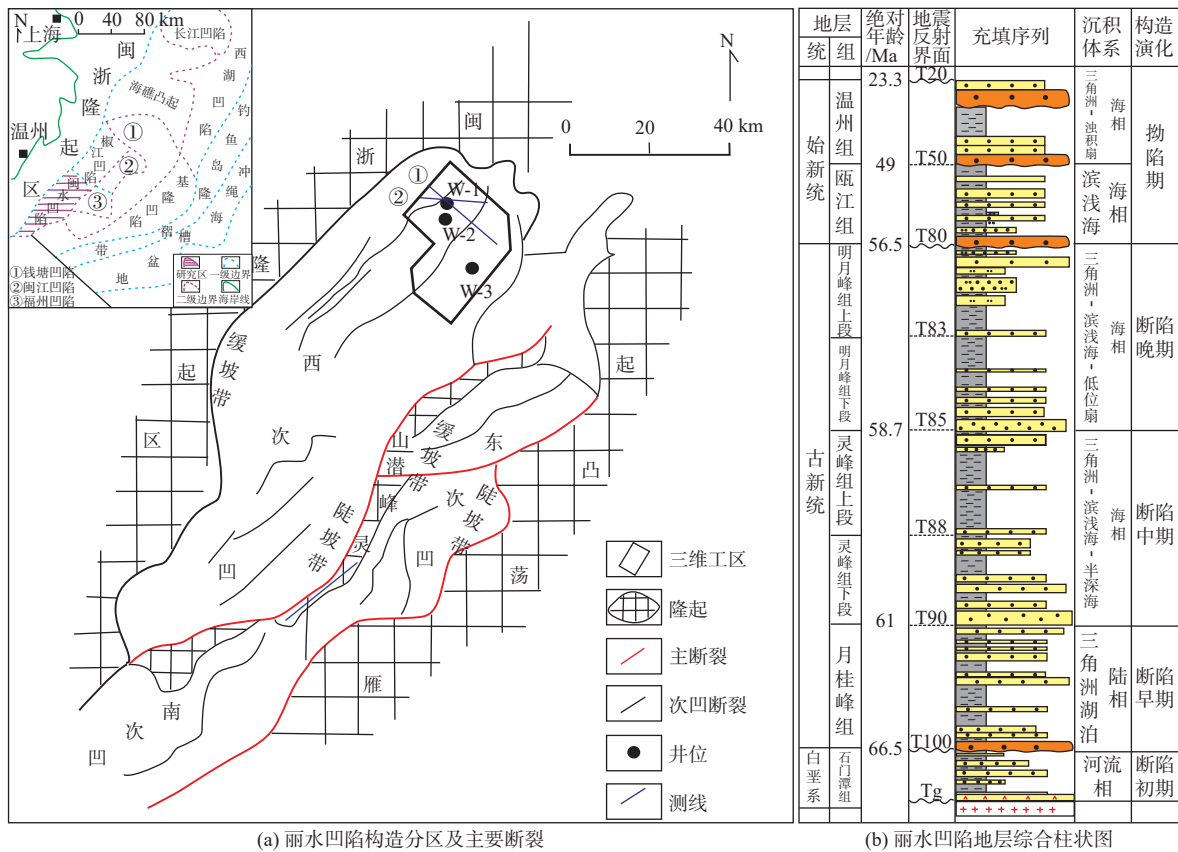 N
0 40 80 km
上海
闽
浙
隆
起
区
温州
长江凹陷
西湖凹陷
海礁凸起
钓鱼岛隆褶带
冲绳海槽盆地
基隆凹陷
椒江凹陷
闽
丽水凹陷
①
②
③
①钱塘凹陷
②闽江凹陷
③福州凹陷
研究区
一级边界
二级边界
海岸线
N
0 20 40 km
闽
浙
隆
起
区
①
②
W-1
W-2
W-3
缓坡带
西
次
凹
陡坡带
灵
峰
潜
山
缓坡带
东
次
凹
陡坡带
起
凸
荡
雁
南
次
凹
三维工区
隆起
主断裂
次凹断裂
井位
测线
(a) 丽水凹陷构造分区及主要断裂
地层
统
组
绝对年龄/Ma
地震反射界面
充填序列
沉积体系
构造演化
始新统
古新统
白垩系
温州组
瓯江组
明月峰组上段
明月峰组下段
灵峰组上段
灵峰组下段
月桂峰组
石门潭组
23.3
49
56.5
58.7
61
66.5
T20
T50
T80
T83
T85
T88
T90
T100
Tg
三角洲-浊积扇
海相
滨浅海
海相
三角洲-滨浅海-低位扇
海相
三角洲-滨浅海-半深海
海相
三角洲湖泊
陆相
河流相
拗陷期
断陷晚期
断陷中期
断陷早期
断陷初期
(b) 丽水凹陷地层综合柱状图